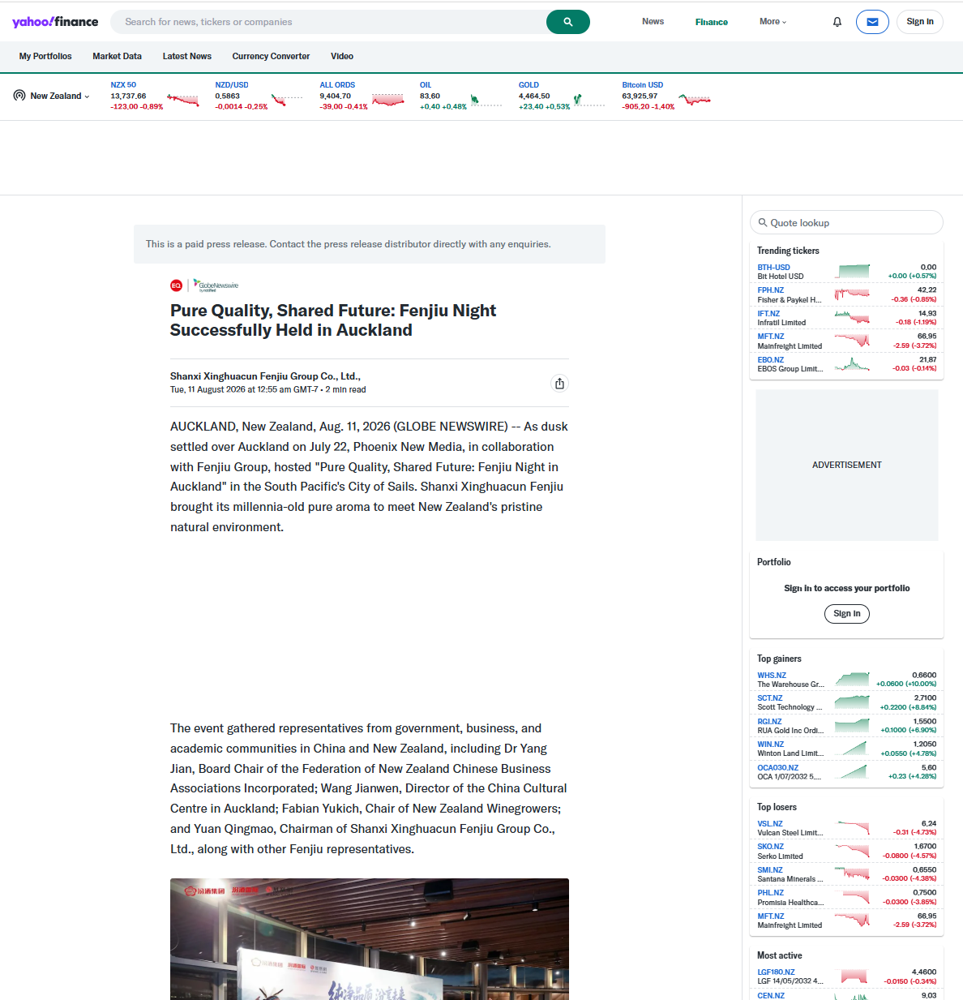 yahoo!finance
Search for news, tickers or companies
News
Finance
More
Sign in
My Portfolios
Market Data
Latest News
Currency Converter
Video
New Zealand
NZX 50
13,737.66
-123.00 -0.89%
NZD/USD
0.5863
-0.0014 -0.25%
ALL ORDS
9,404.70
-39.00 -0.41%
OIL
83.60
+0.40 +0.48%
GOLD
4,464.50
+23.40 +0.53%
Bitcoin USD
63,925.97
-905.20 -1.40%
This is a paid press release. Contact the press release distributor directly with any enquiries.
EQ
GlobeNewswire
by notified
Pure Quality, Shared Future: Fenjiu Night
Successfully Held in Auckland
Shanxi Xinghuacun Fenjiu Group Co., Ltd.,
Tue, 11 August 2026 at 12:55 am GMT-7 • 2 min read
AUCKLAND, New Zealand, Aug. 11, 2026 (GLOBE NEWSWIRE) -- As dusk
settled over Auckland on July 22, Phoenix New Media, in collaboration
with Fenjiu Group, hosted "Pure Quality, Shared Future: Fenjiu Night in
Auckland" in the South Pacific's City of Sails. Shanxi Xinghuacun Fenjiu
brought its millennia-old pure aroma to meet New Zealand's pristine
natural environment.
The event gathered representatives from government, business, and
academic communities in China and New Zealand, including Dr Yang
Jian, Board Chair of the Federation of New Zealand Chinese Business
Associations Incorporated; Wang Jianwen, Director of the China Cultural
Centre in Auckland; Fabian Yukich, Chair of New Zealand Winegrowers;
and Yuan Qingmao, Chairman of Shanxi Xinghuacun Fenjiu Group Co.,
Ltd., along with other Fenjiu representatives.
汾酒集团
纯净品质 汾享未来
Quote lookup
Trending tickers
BTH-USD
0.00
Bit Hotel USD
+0.00 (+0.57%)
FPH.NZ
42.22
Fisher & Paykel H...
-0.36 (-0.85%)
IFT.NZ
14.93
Infratil Limited
-0.18 (-1.19%)
MFT.NZ
66.95
Mainfreight Limited
-2.59 (-3.72%)
EBO.NZ
21.87
EBOS Group Limit...
-0.03 (-0.14%)
ADVERTISEMENT
Portfolio
Sign in to access your portfolio
Sign in
Top gainers
WHS.NZ
0.6600
The Warehouse Gr...
+0.0600 (+10.00%)
SCT.NZ
2.7100
Scott Technology ...
+0.2200 (+8.84%)
RGI.NZ
1.5500
RUA Gold Inc Ordi...
+0.1000 (+6.90%)
WIN.NZ
1.2050
Winton Land Limit...
+0.0550 (+4.78%)
OCA030.NZ
5.60
OCA 1/07/2032 5....
+0.23 (+4.28%)
Top losers
VSL.NZ
6.24
Vulcan Steel Limit...
-0.31 (-4.73%)
SKO.NZ
1.6700
Serko Limited
-0.0800 (-4.57%)
SMI.NZ
0.6550
Santana Minerals ...
-0.0300 (-4.38%)
PHL.NZ
0.7500
Promisia Healthca...
-0.0300 (-3.85%)
MFT.NZ
66.95
Mainfreight Limited
-2.59 (-3.72%)
Most active
LGF180.NZ
4.4600
LGF 14/05/2032 4...
-0.0150 (-0.34%)
CEN.NZ
9.03